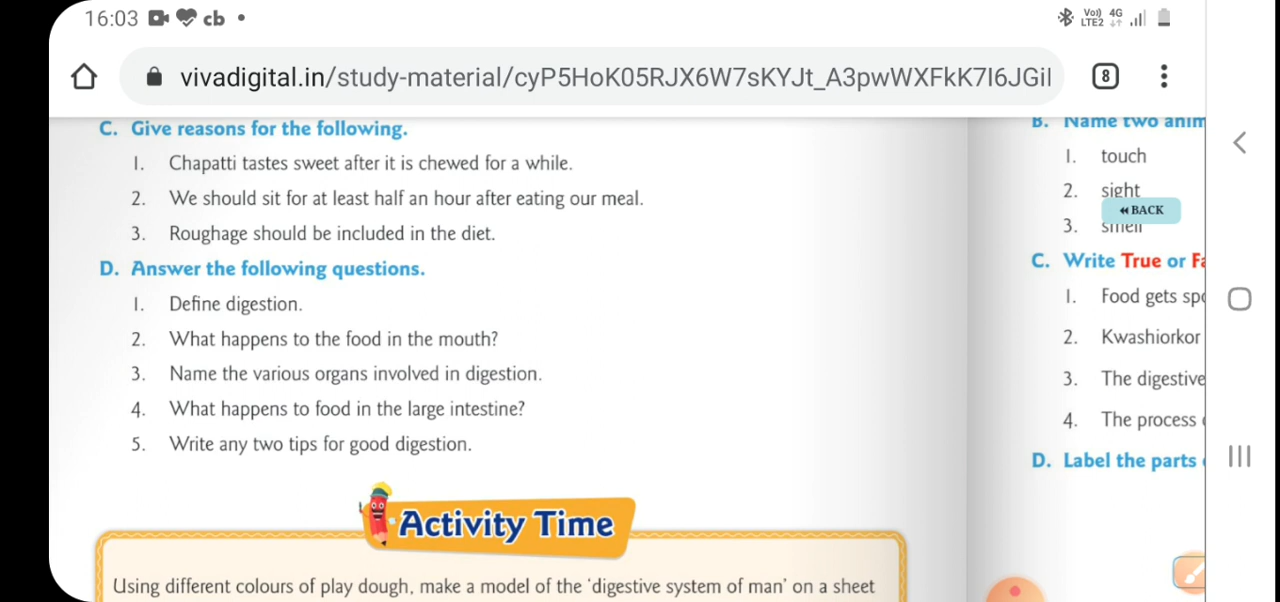 16:03 cb
Vo)) 4G
LTE2
vivadigital.in/study-material/cyP5HoK05RJX6W7sKYJt_A3pwWXFkK7I6JGil
8
C. Give reasons for the following.
1. Chapatti tastes sweet after it is chewed for a while.
2. We should sit for at least half an hour after eating our meal.
3. Roughage should be included in the diet.
D. Answer the following questions.
1. Define digestion.
2. What happens to the food in the mouth?
3. Name the various organs involved in digestion.
4. What happens to food in the large intestine?
5. Write any two tips for good digestion.
Activity Time
Using different colours of play dough, make a model of the 'digestive system of man' on a sheet
B. Name two anim
1. touch
2. sight
BACK
3. smell
C. Write True or Fa
1. Food gets spo
2. Kwashiorkor
3. The digestive
4. The process
D. Label the parts